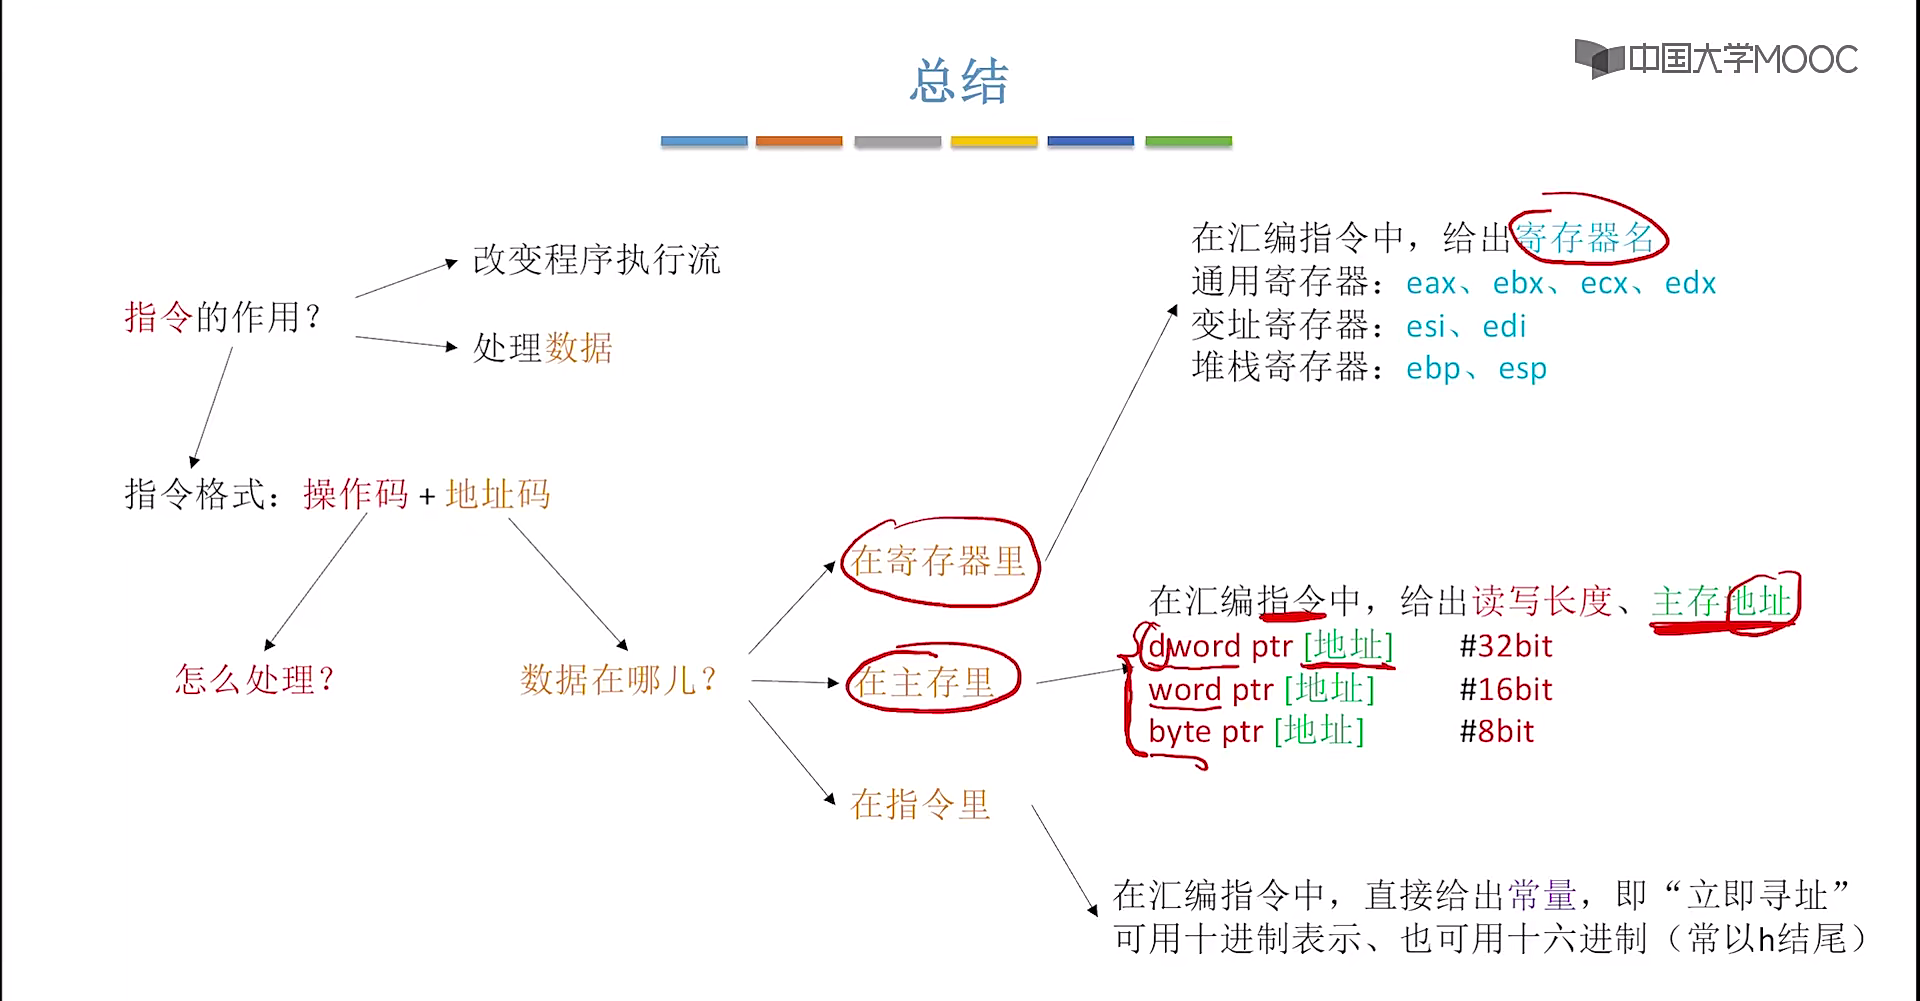 中国大学MOOC
总结
改变程序执行流
指令的作用？
处理数据
指令格式：操作码 + 地址码
怎么处理？
数据在哪儿？
在寄存器里
在主存里
在指令里
在汇编指令中，给出寄存器名
通用寄存器：eax、ebx、ecx、edx
变址寄存器：esi、edi
堆栈寄存器：ebp、esp
在汇编指令中，给出读写长度、主存地址
dword ptr [地址] #32bit
word ptr [地址] #16bit
byte ptr [地址] #8bit
在汇编指令中，直接给出常量，即“立即寻址”
可用十进制表示、也可用十六进制（常以h结尾）